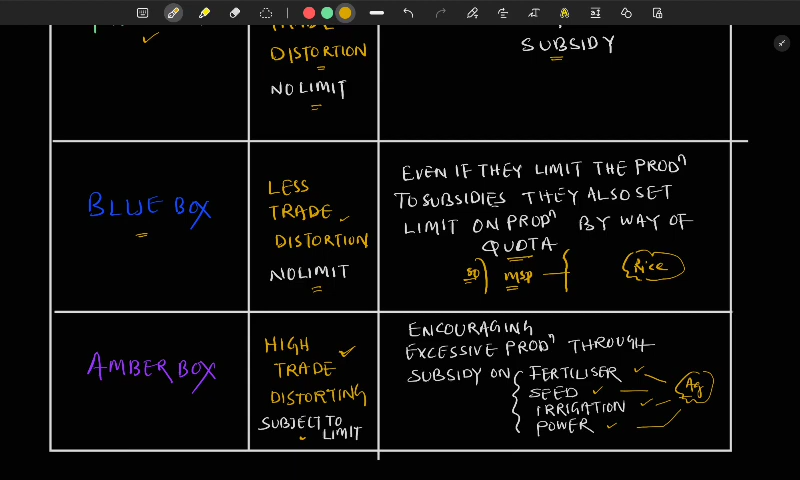 DISTORTION
NO LIMIT
SUBSIDY
BLUE BOX
LESS
TRADE
DISTORTION
NO LIMIT
EVEN IF THEY LIMIT THE PRODⁿ
TO SUBSIDIES THEY ALSO SET
LIMIT ON PRODⁿ BY WAY OF
QUOTA
MSP
Rice
AMBER BOX
HIGH
TRADE
DISTORTING
SUBJECT TO
LIMIT
ENCOURAGING
EXCESSIVE PRODⁿ THROUGH
SUBSIDY ON
FERTILISER
SEED
IRRIGATION
POWER
Ag